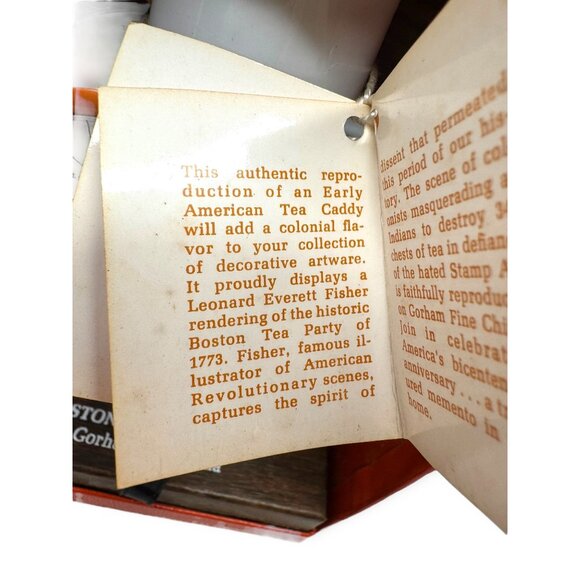 This authentic repro-
duction of an Early
American Tea Caddy
will add a colonial fla-
vor to your collection
of decorative artware.
It proudly displays a
Leonard Everett Fisher
rendering of the historic
Boston Tea Party of
1773. Fisher, famous il-
lustrator of American
Revolutionary scenes,
captures the spirit of
dissent that permeated
this period of our his-
tory. The scene of col
onists masquerading a
Indians to destroy 34
chests of tea in defian
of the hated Stamp A
is faithfully reproduc
on Gorham Fine Chi
join in celebrat
America's bicenten
anniversary . . . a tr
ured memento in
home.
STON
Gorh